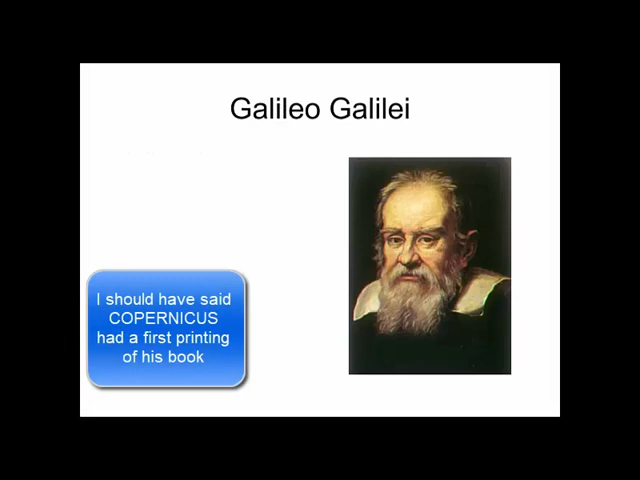 Galileo Galilei
I should have said
COPERNICUS
had a first printing
of his book